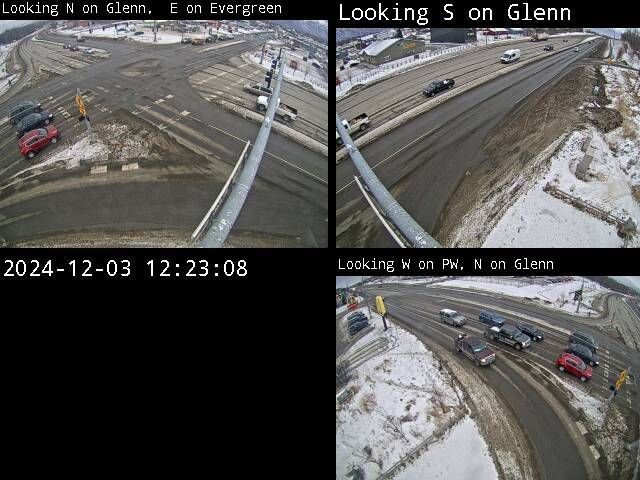 Looking N on Glenn,  E on Evergreen
Looking S on Glenn
2024-12-03 12:23:08
Looking W on PW, N on Glenn